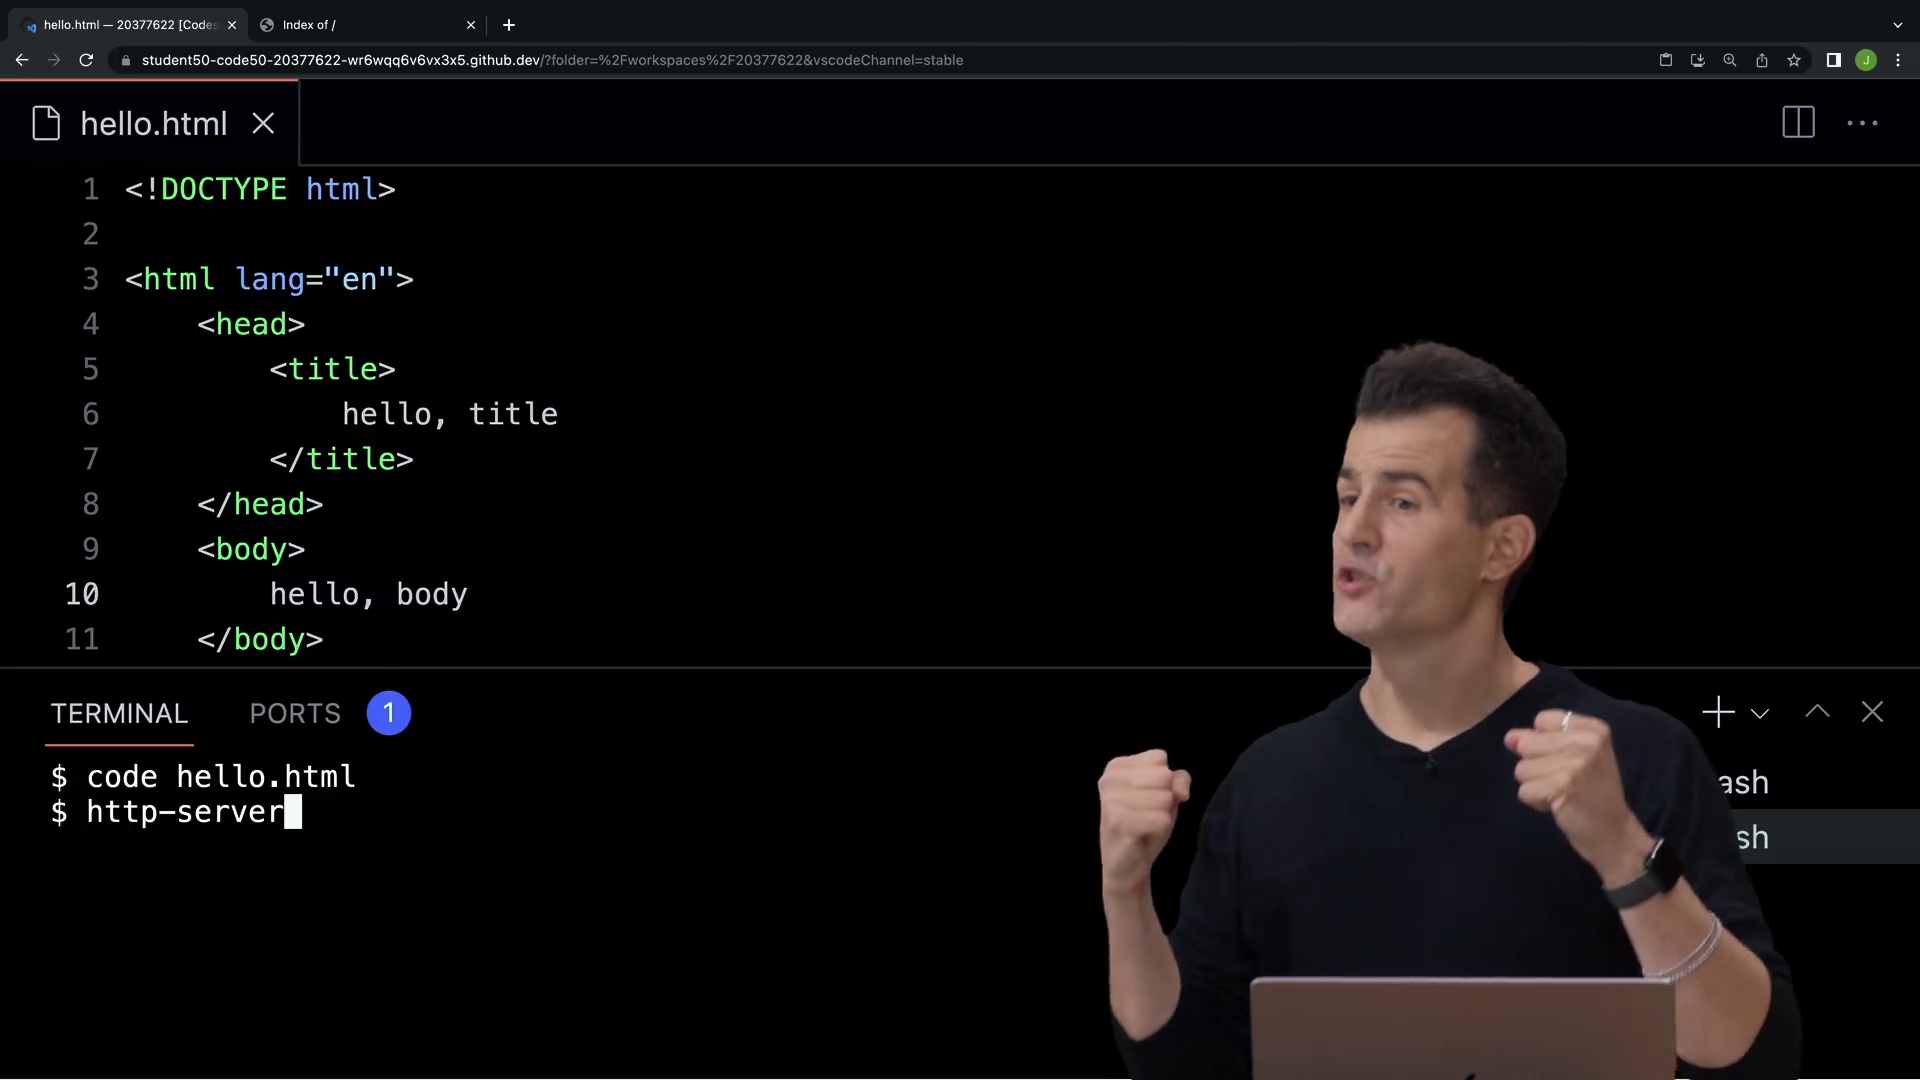 hello.html — 20377622 [Codes
Index of /
student50-code50-20377622-wr6wqq6v6vx3x5.github.dev/?folder=%2Fworkspaces%2F20377622&vscodeChannel=stable
J
hello.html
1 <!DOCTYPE html>
2
3 <html lang="en">
4 <head>
5 <title>
6 hello, title
7 </title>
8 </head>
9 <body>
10 hello, body
11 </body>
TERMINAL PORTS 1
$ code hello.html
$ http-server
ash
sh